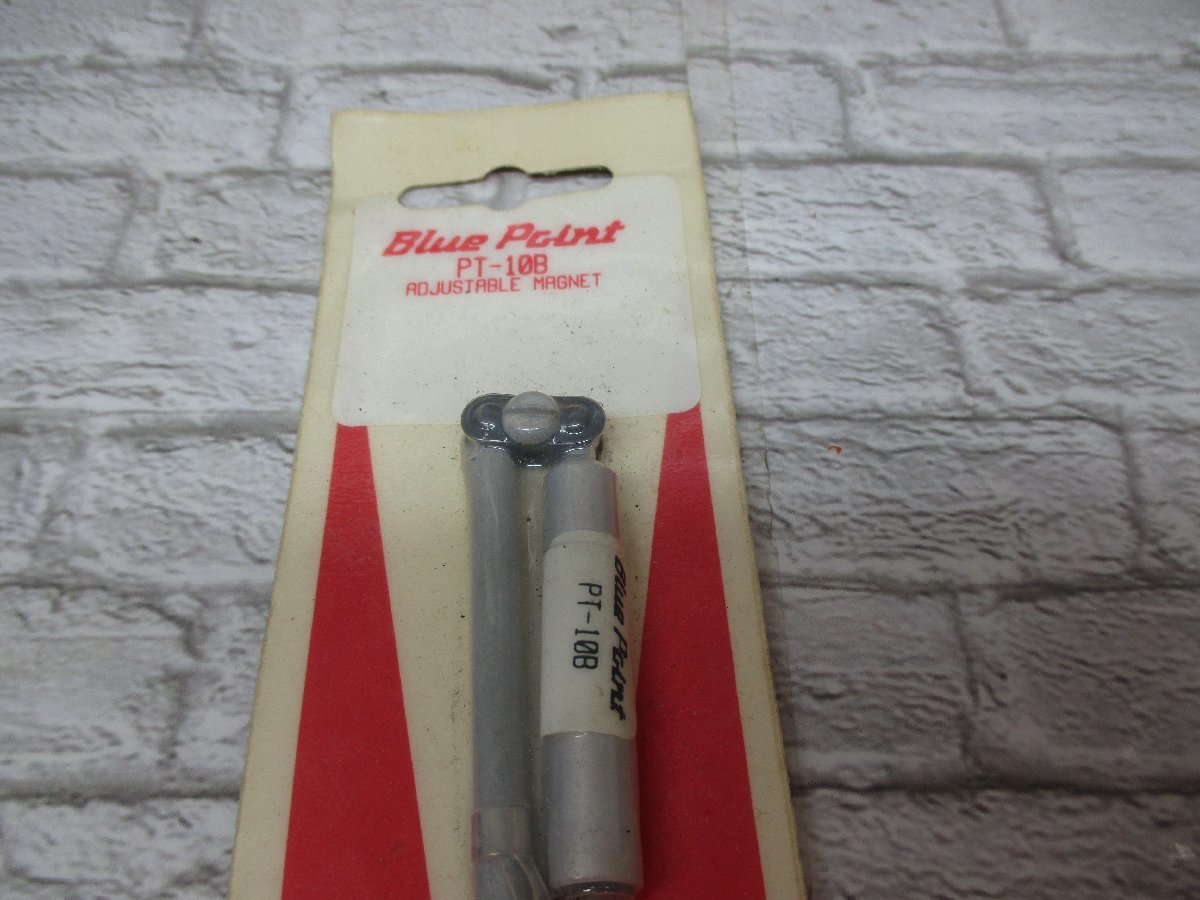 Blue Point
PT-10B
ADJUSTABLE MAGNET
Blue Point
PT-10B